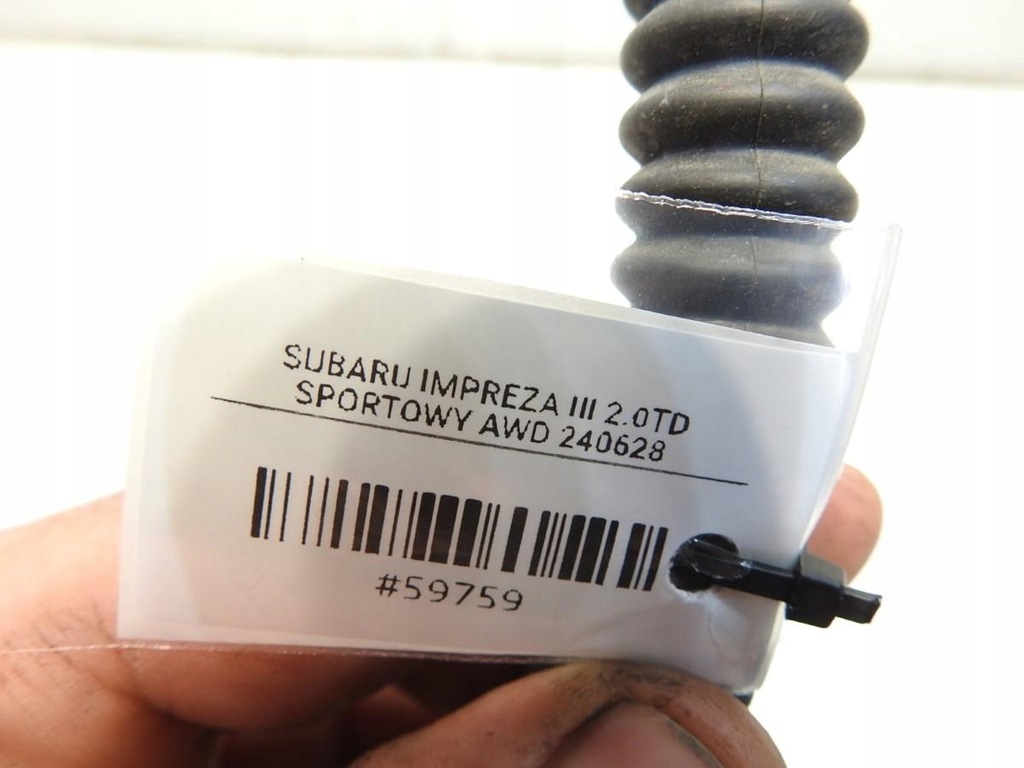 SUBARU IMPREZA III 2.0TD
SPORTOWY AWD 240628
#59759